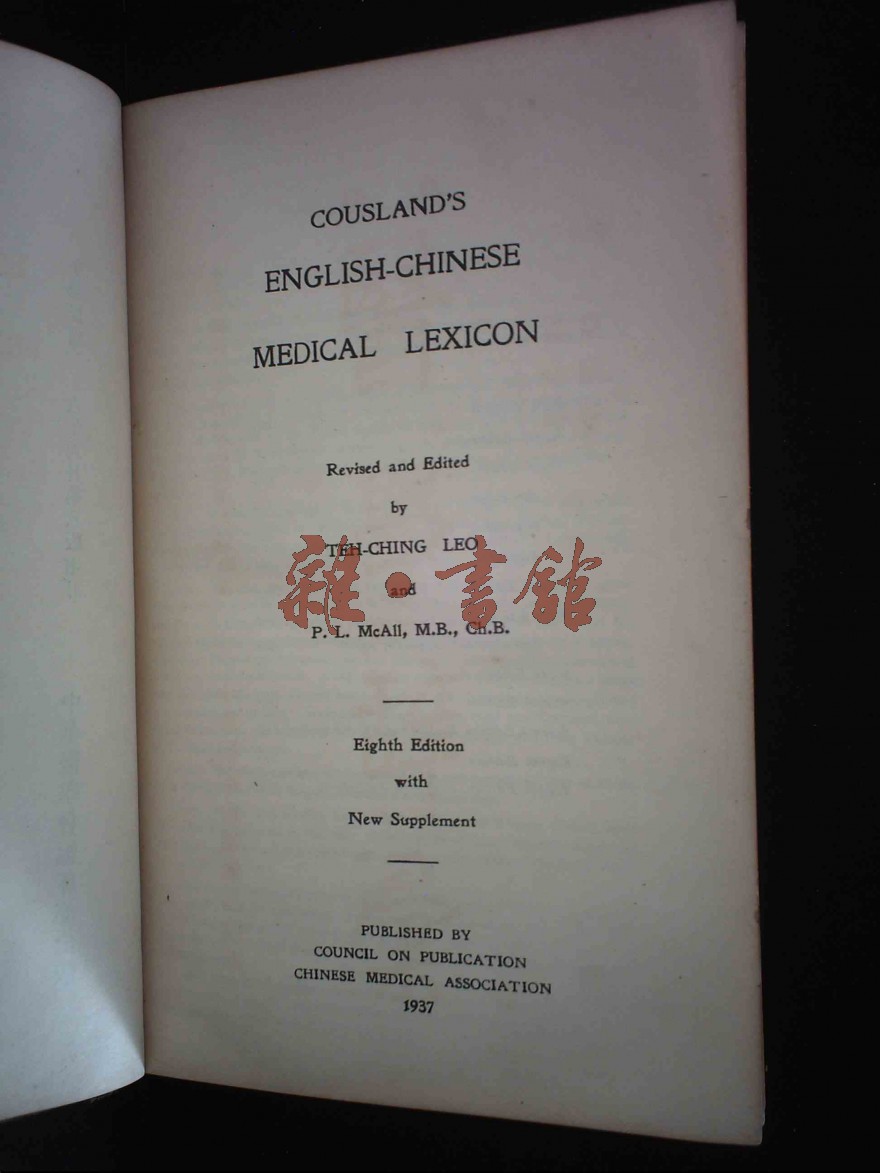 COUSLAND'S
ENGLISH-CHINESE
MEDICAL LEXICON
Revised and Edited
by
TEH-CHING LEO
and
P. L. McAll, M.B., Ch.B.
雜·書館
Eighth Edition
with
New Supplement
PUBLISHED BY
COUNCIL ON PUBLICATION
CHINESE MEDICAL ASSOCIATION
1937